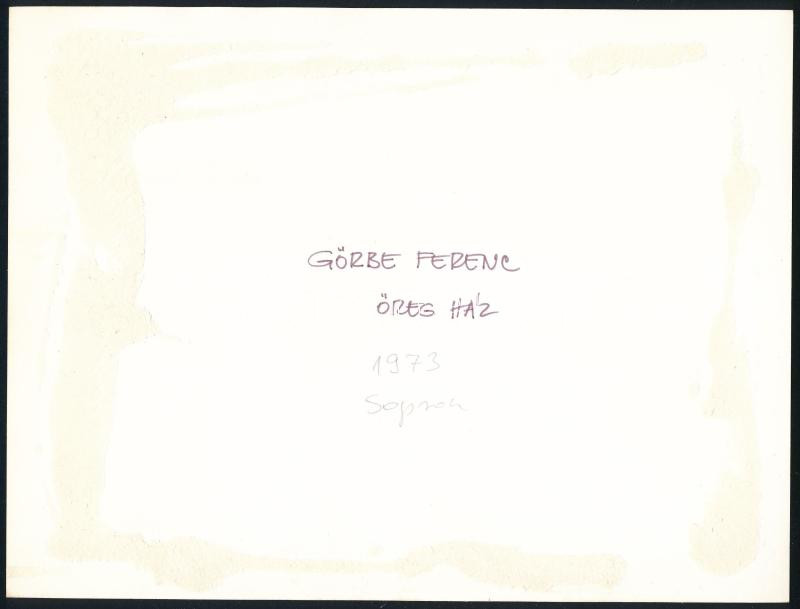 GÖRBE FERENC
ÖREG HÁZ
1973
Sopron